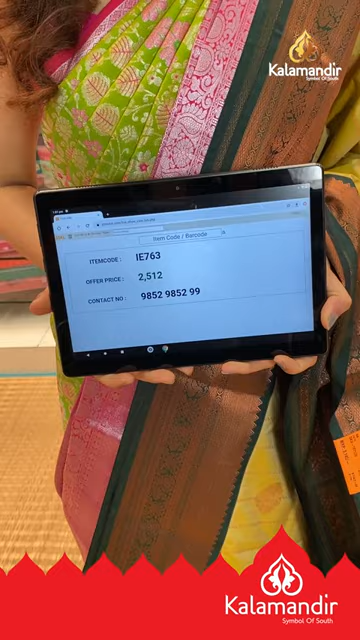 Kalamandir
Symbol Of South
Item Code / Barcode
ITEMCODE : IE763
OFFER PRICE : 2,512
CONTACT NO : 9852 9852 99
Kalamandir
Symbol Of South